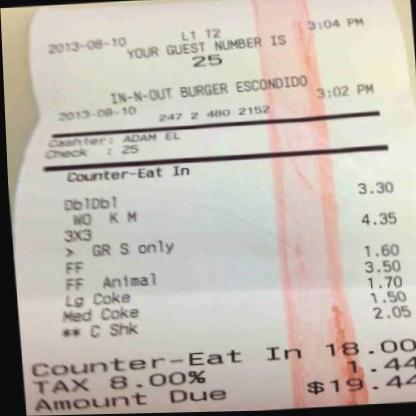 2013-08-10 L1 T2 3:04 PM
YOUR GUEST NUMBER IS
25
IN-N-OUT BURGER ESCONDIDO
2013-08-10 247 2 480 2152 3:02 PM
Cashier: ADAM EL
Check : 25
Counter-Eat In
DblDbl 3.30
WO K M
3X3 4.35
> GR S only
FF 1.60
FF Animal 3.50
Lg Coke 1.70
Med Coke 1.50
** C Shk 2.05
Counter-Eat In 18.00
TAX 8.00% 1.44
Amount Due $19.44